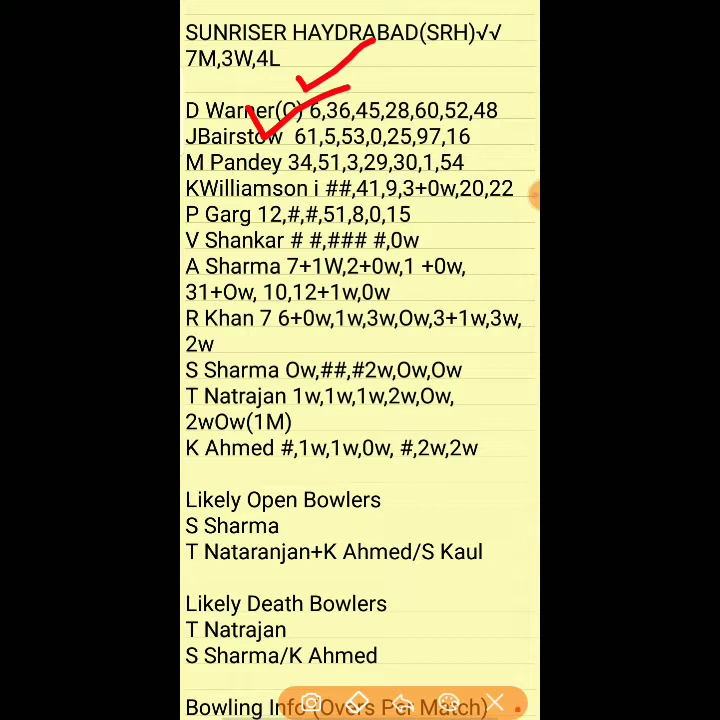 SUNRISER HAYDRABAD(SRH)√√
7M,3W,4L
D Warner(C) 6,36,45,28,60,52,48
JBairstow 61,5,53,0,25,97,16
M Pandey 34,51,3,29,30,1,54
KWilliamson i ##,41,9,3+0w,20,22
P Garg 12,#,#,51,8,0,15
V Shankar # #,### #,0w
A Sharma 7+1W,2+0w,1 +0w,
31+Ow, 10,12+1w,0w
R Khan 7 6+0w,1w,3w,Ow,3+1w,3w,
2w
S Sharma Ow,##,#2w,Ow,Ow
T Natrajan 1w,1w,1w,2w,Ow,
2wOw(1M)
K Ahmed #,1w,1w,0w, #,2w,2w
Likely Open Bowlers
S Sharma
T Nataranjan+K Ahmed/S Kaul
Likely Death Bowlers
T Natrajan
S Sharma/K Ahmed
Bowling Info (Overs Per Match)